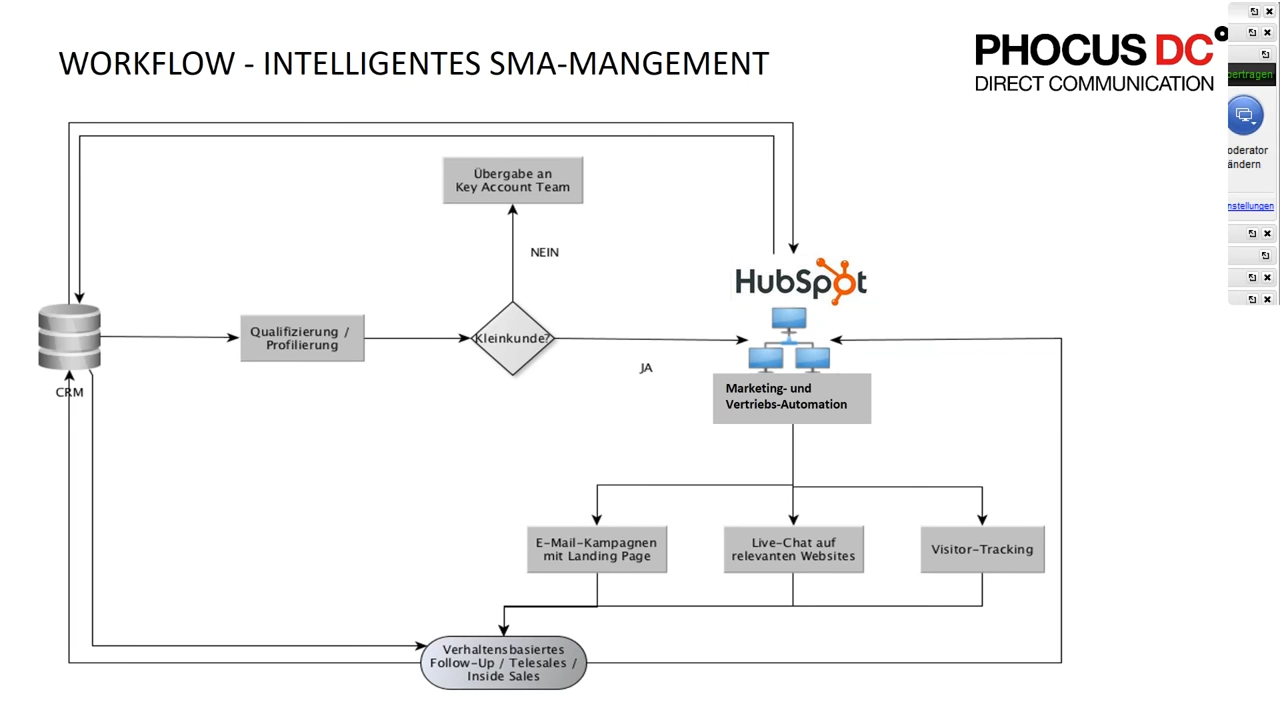 WORKFLOW - INTELLIGENTES SMA-MANGEMENT
PHOCUS DC°
DIRECT COMMUNICATION
ertragen
oderator
ändern
nstellungen
Übergabe an
Key Account Team
NEIN
HubSpot
Qualifizierung /
Profilierung
Kleinkunde?
JA
CRM
Marketing- und
Vertriebs-Automation
E-Mail-Kampagnen
mit Landing Page
Live-Chat auf
relevanten Websites
Visitor-Tracking
Verhaltensbasiertes
Follow-Up / Telesales /
Inside Sales